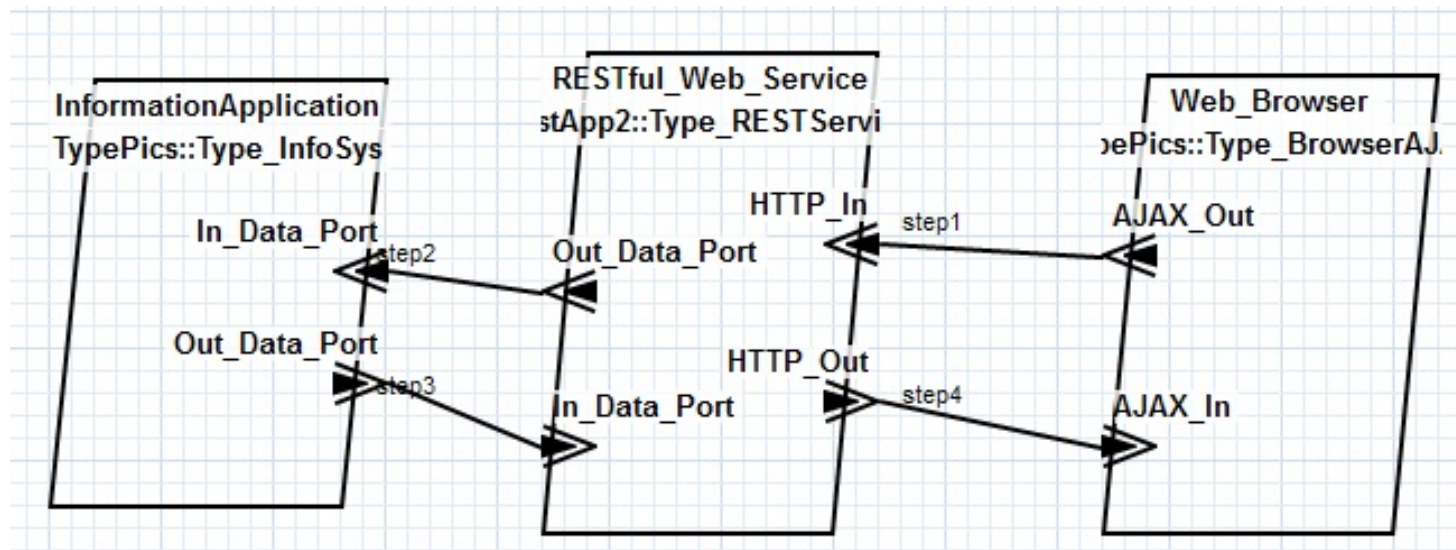 InformationApplication
TypePics::Type_InfoSys
In_Data_Port
step2
Out_Data_Port
step3
RESTful_Web_Service
stApp2::Type_RESTServi
HTTP_In
step1
Out_Data_Port
HTTP_Out
step4
In_Data_Port
Web_Browser
pePics::Type_BrowserAJ
AJAX_Out
AJAX_In